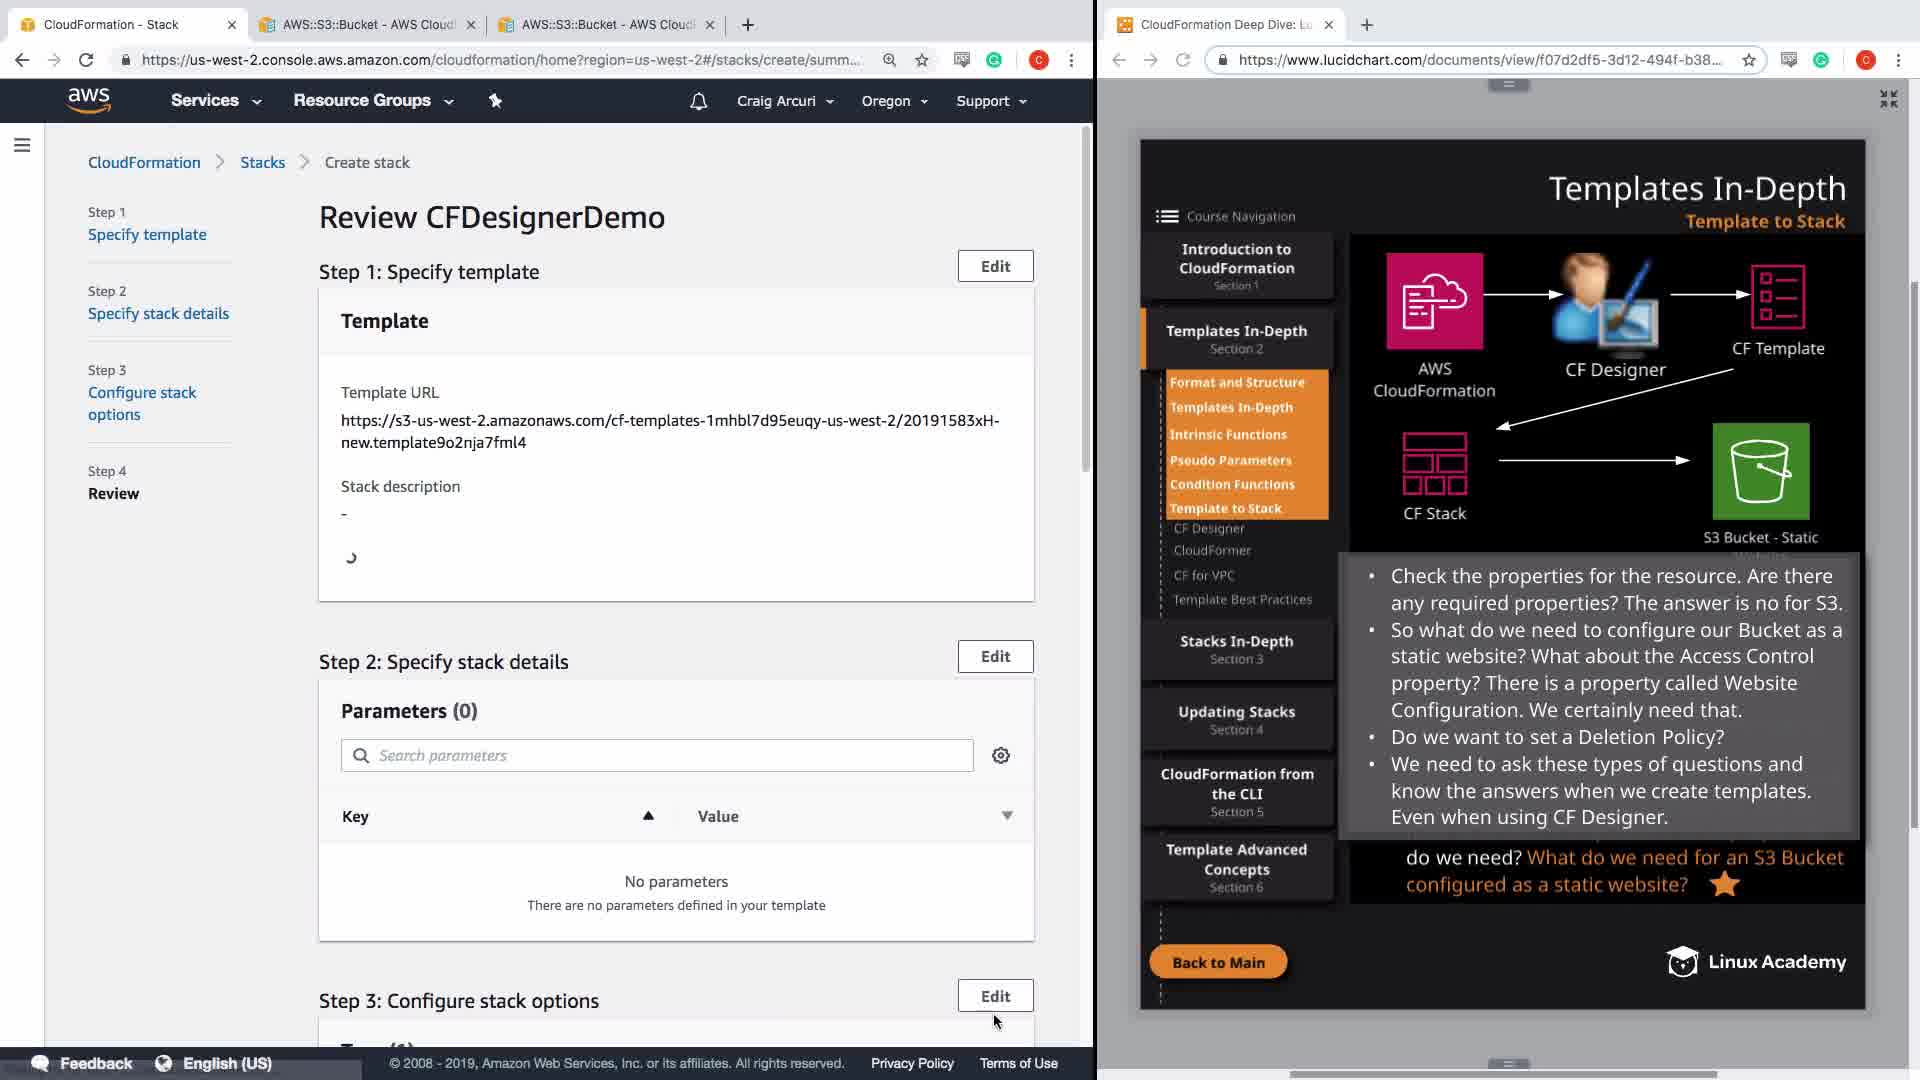 CloudFormation - Stack
AWS::S3::Bucket - AWS Cloud
AWS::S3::Bucket - AWS Cloud
https://us-west-2.console.aws.amazon.com/cloudformation/home?region=us-west-2#/stacks/create/summ...
C
aws
Services
Resource Groups
Craig Arcuri
Oregon
Support
CloudFormation
Stacks
Create stack
Step 1
Specify template
Step 2
Specify stack details
Step 3
Configure stack
options
Step 4
Review
Review CFDesignerDemo
Step 1: Specify template
Edit
Template
Template URL
https://s3-us-west-2.amazonaws.com/cf-templates-1mhbl7d95euqy-us-west-2/20191583xH-
new.template9o2nja7fml4
Stack description
-
Step 2: Specify stack details
Edit
Parameters (0)
Search parameters
Key
Value
No parameters
There are no parameters defined in your template
Step 3: Configure stack options
Edit
Feedback
English (US)
© 2008 - 2019, Amazon Web Services, Inc. or its affiliates. All rights reserved.
Privacy Policy
Terms of Use
CloudFormation Deep Dive: Lu
https://www.lucidchart.com/documents/view/f07d2df5-3d12-494f-b38...
C
Templates In-Depth
Template to Stack
Course Navigation
Introduction to
CloudFormation
Section 1
Templates In-Depth
Section 2
Format and Structure
Templates In-Depth
Intrinsic Functions
Pseudo Parameters
Condition Functions
Template to Stack
CF Designer
CloudFormer
CF for VPC
Template Best Practices
Stacks In-Depth
Section 3
Updating Stacks
Section 4
CloudFormation from
the CLI
Section 5
Template Advanced
Concepts
Section 6
Back to Main
AWS
CloudFormation
CF Designer
CF Template
CF Stack
S3 Bucket - Static
• Check the properties for the resource. Are there
any required properties? The answer is no for S3.
• So what do we need to configure our Bucket as a
static website? What about the Access Control
property? There is a property called Website
Configuration. We certainly need that.
• Do we want to set a Deletion Policy?
• We need to ask these types of questions and
know the answers when we create templates.
Even when using CF Designer.
do we need? What do we need for an S3 Bucket
configured as a static website?
Linux Academy